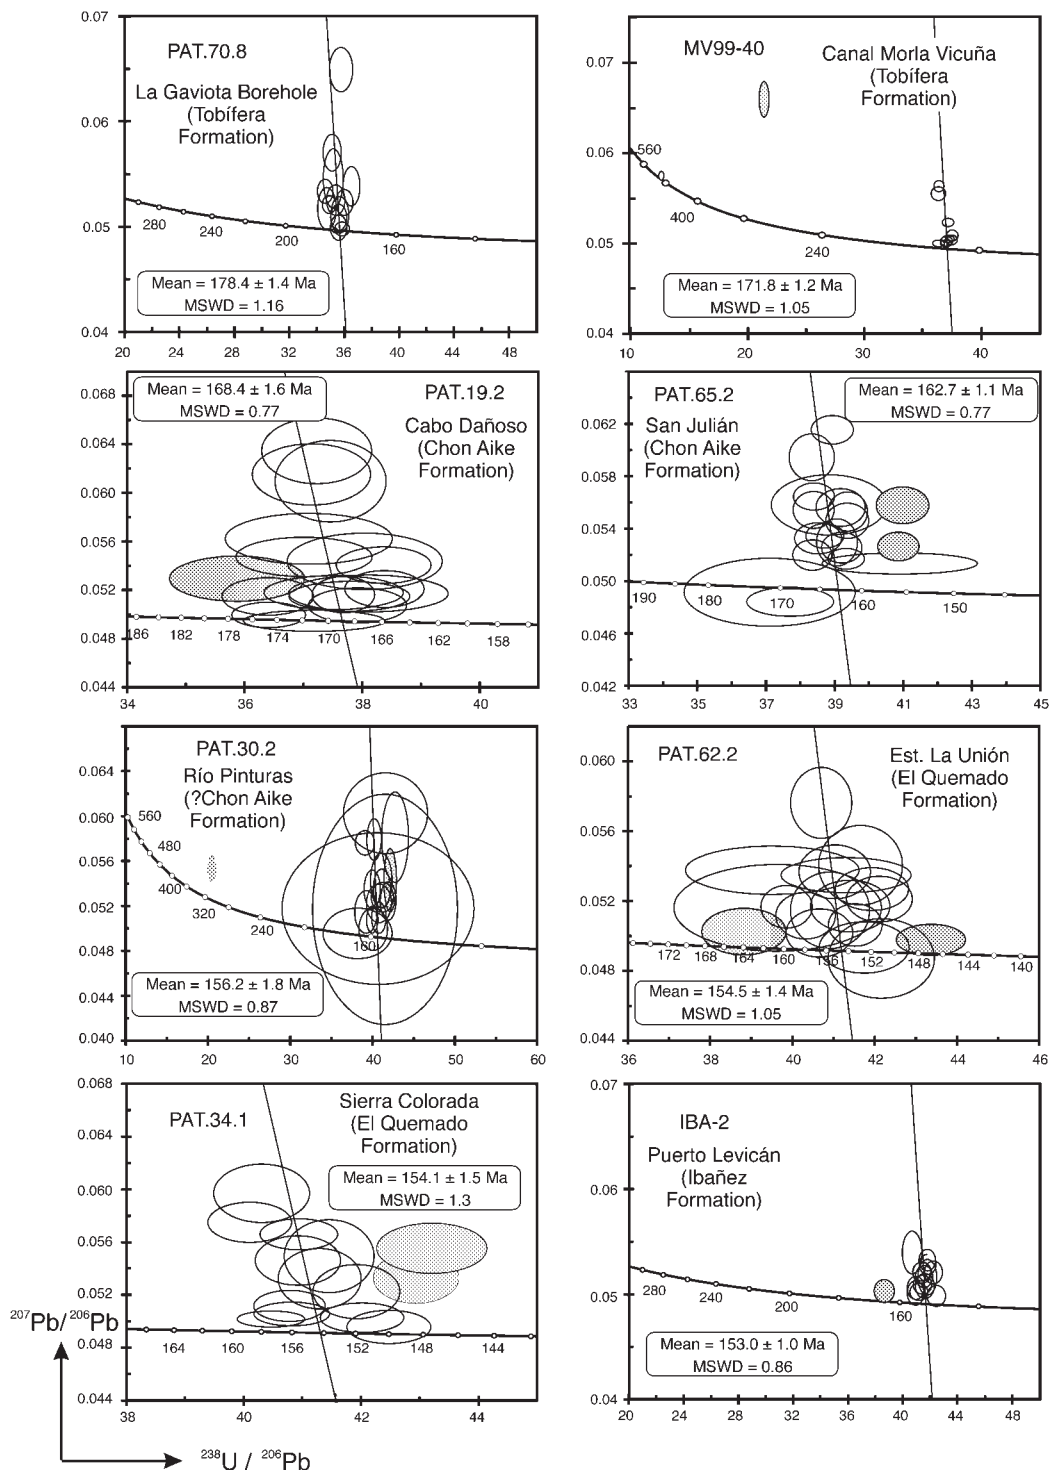 0.07
0.06
0.05
0.04
PAT.70.8
La Gaviota Borehole
(Tobífera
Formation)
280
240
200
160
Mean = 178.4 ± 1.4 Ma
MSWD = 1.16
20
24
28
32
36
40
44
48
0.07
0.06
0.05
0.04
MV99-40
Canal Morla Vicuña
(Tobífera
Formation)
560
400
240
Mean = 171.8 ± 1.2 Ma
MSWD = 1.05
10
20
30
40
0.068
0.064
0.060
0.056
0.052
0.048
0.044
Mean = 168.4 ± 1.6 Ma
MSWD = 0.77
PAT.19.2
Cabo Dañoso
(Chon Aike
Formation)
186
182
178
174
170
166
162
158
34
36
38
40
0.062
0.058
0.054
0.050
0.046
0.042
PAT.65.2
San Julián
(Chon Aike
Formation)
Mean = 162.7 ± 1.1 Ma
MSWD = 0.77
190
180
170
160
150
33
35
37
39
41
43
45
0.064
0.060
0.056
0.052
0.048
0.044
0.040
PAT.30.2
Río Pinturas
(?Chon Aike
Formation)
560
480
400
320
240
160
Mean = 156.2 ± 1.8 Ma
MSWD = 0.87
10
20
30
40
50
60
0.060
0.056
0.052
0.048
0.044
PAT.62.2
Est. La Unión
(El Quemado
Formation)
172
168
164
160
156
152
148
144
140
Mean = 154.5 ± 1.4 Ma
MSWD = 1.05
36
38
40
42
44
46
0.068
0.064
0.060
0.056
0.052
0.048
0.044
PAT.34.1
Sierra Colorada
(El Quemado
Formation)
Mean = 154.1 ± 1.5 Ma
MSWD = 1.3
164
160
156
152
148
144
38
40
42
44
0.07
0.06
0.05
0.04
IBA-2
Puerto Levicán
(Ibañez
Formation)
280
240
200
160
Mean = 153.0 ± 1.0 Ma
MSWD = 0.86
20
24
28
32
36
40
44
48
²⁰⁷Pb/²⁰⁶Pb
²³⁸U / ²⁰⁶Pb